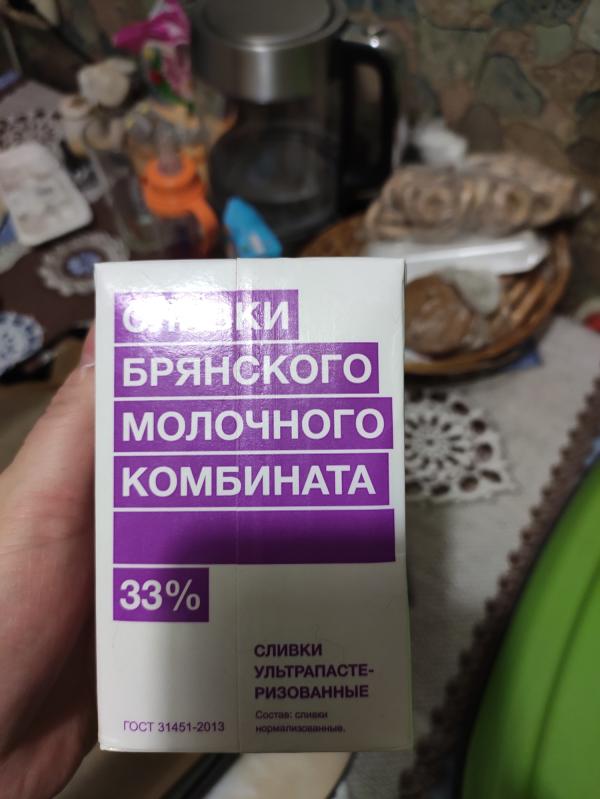 СЛИВКИ
БРЯНСКОГО
МОЛОЧНОГО
КОМБИНАТА
33%
СЛИВКИ
УЛЬТРАПАСТЕ-
РИЗОВАННЫЕ
Состав: сливки
нормализованные.
ГОСТ 31451-2013